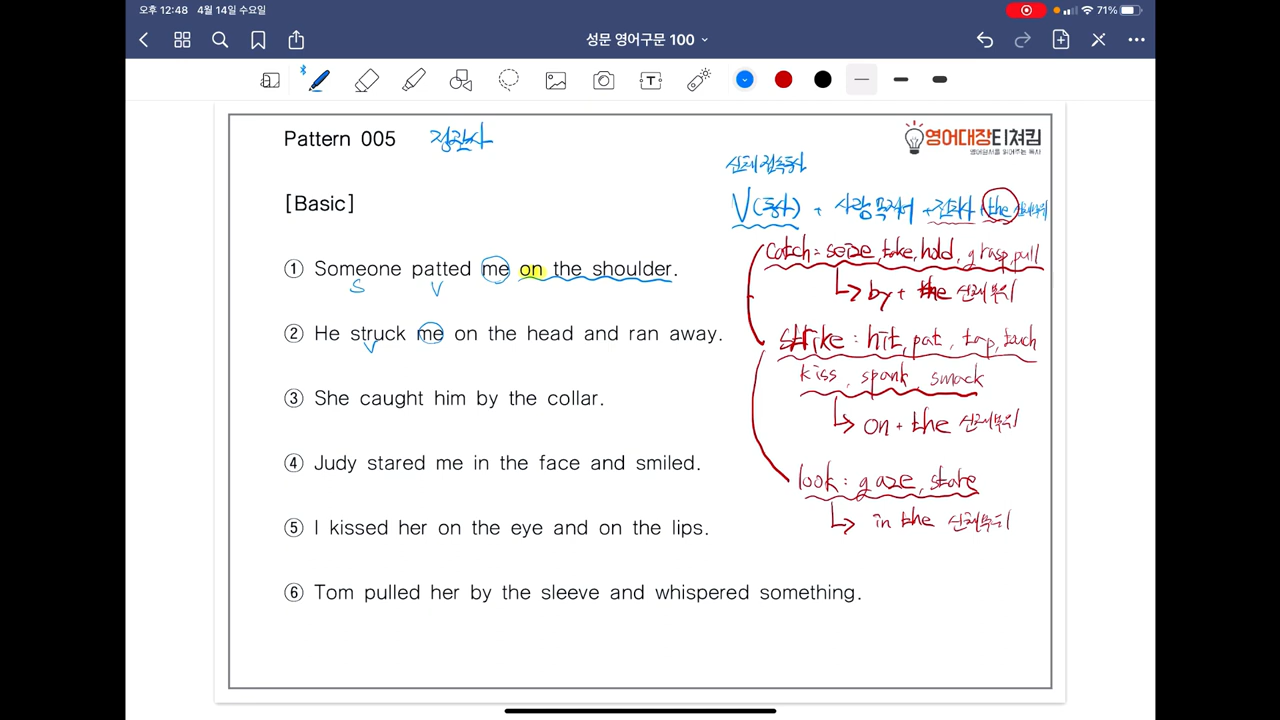 오후 12:48 4월 14일 수요일
71%
성문 영어구문 100
Pattern 005 정관사
영어대장티쳐킴
[Basic]
신체접속동사
V(동사) + 사람 목적어 + 전치사 + the 신체부위
catch = seize, take, hold, grasp, pull
↳ by + the 신체부위
① Someone patted me on the shoulder.
S V
② He struck me on the head and ran away.
V
strike : hit, pat, tap, touch
kiss, spank, smack
↳ on + the 신체부위
③ She caught him by the collar.
④ Judy stared me in the face and smiled.
look : gaze, stare
↳ in the 신체부위
⑤ I kissed her on the eye and on the lips.
⑥ Tom pulled her by the sleeve and whispered something.